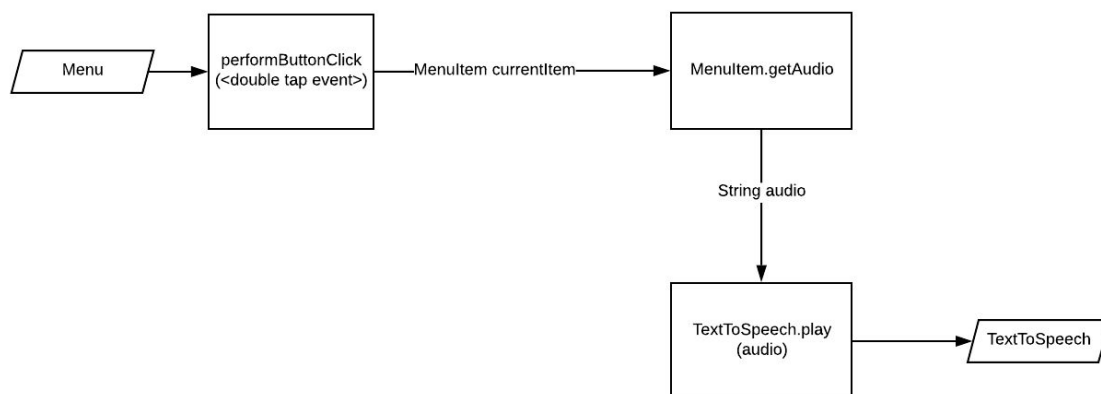 Menu
performButtonClick
(<double tap event>)
MenuItem currentItem
MenuItem.getAudio
String audio
TextToSpeech.play
(audio)
TextToSpeech